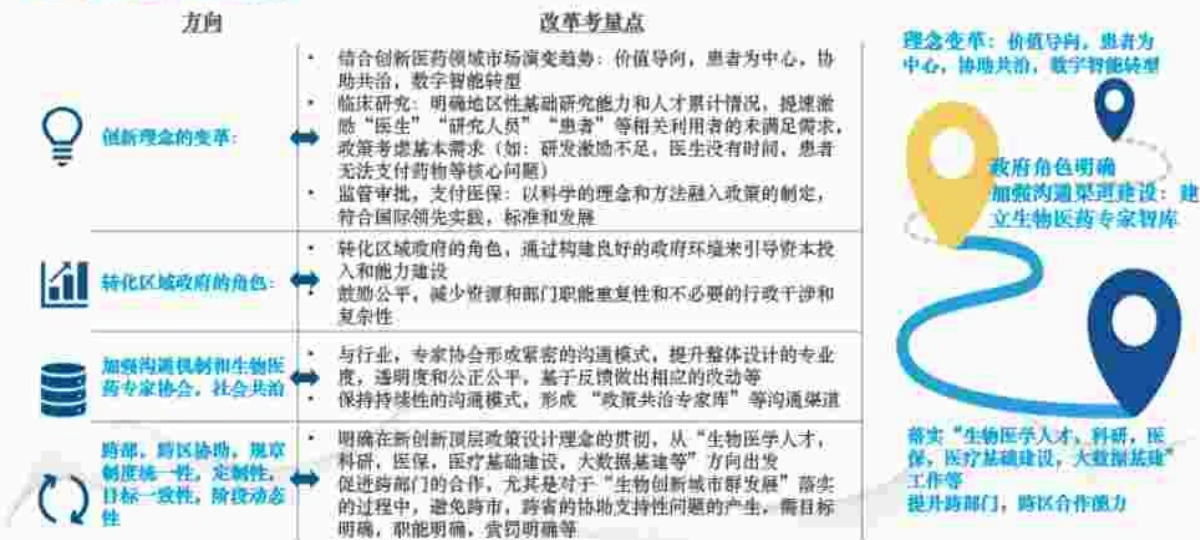 方向
改革考量点
创新理念的变革：
• 结合创新医药领域市场演变趋势：价值导向，患者为中心，协
助共治，数字智能转型
• 临床研究：明确地区性基础研究能力和人才累计情况，提速激
励“医生”“研究人员”“患者”等相关利用者的未满足需求，
政策考虑基本需求（如：研发激励不足，医生没有时间，患者
无法支付药物等核心问题）
• 监管审批，支付医保：以科学的理念和方法融入政策的制定，
符合国际领先实践，标准和发展
转化区域政府的角色：
• 转化区域政府的角色，通过构建良好的政府环境来引导资本投
入和能力建设
• 鼓励公平，减少资源和部门职能重复性和不必要的行政干涉和
复杂性
加强沟通机制和生物医
药专家协会，社会共治
• 与行业，专家协会形成紧密的沟通模式，提升整体设计的专业
度，透明度和公正公平，基于反馈做出相应的改动等
• 保持持续性的沟通模式，形成 “政策共治专家库”等沟通渠道
跨部，跨区协助，规章
制度统一性，定制性，
目标一致性，阶段动态
性
• 明确在新创新顶层政策设计理念的贯彻，从“生物医学人才，
科研，医保，医疗基础建设，大数据基建等”方向出发
• 促进跨部门的合作，尤其是对于“生物创新城市群发展”落实
的过程中，避免跨市，跨省的协助支持性问题的产生，需目标
明确，职能明确，赏罚明确等
理念变革：价值导向，患者为
中心，协助共治，数字智能转型
政府角色明确
加强沟通渠道建设：建
立生物医药专家智库
落实“生物医学人才，科研，医
保，医疗基础建设，大数据基建”
工作等
提升跨部门，跨区合作能力